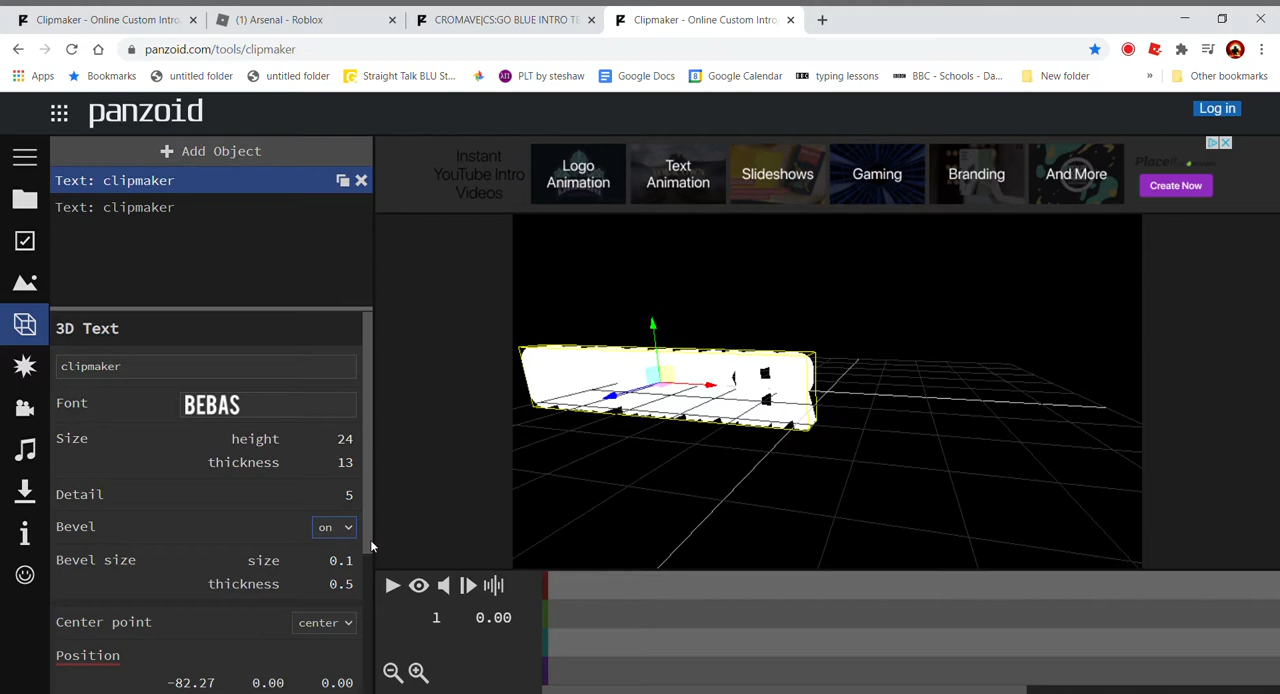 Clipmaker - Online Custom Intro
Arsenal - Roblox
CROMAVE|CS:GO BLUE INTRO TE
Clipmaker - Online Custom Intro
panzoid.com/tools/clipmaker
Apps
Bookmarks
untitled folder
untitled folder
Straight Talk BLU St...
PLT by steshaw
Google Docs
Google Calendar
BBC
typing lessons
BBC
BBC - Schools - Da...
New folder
»
Other bookmarks
panzoid
Log in
+ Add Object
Text: clipmaker
Text: clipmaker
Instant
YouTube Intro
Videos
Logo
Animation
Text
Animation
Slideshows
Gaming
Branding
And More
Placeit
Create Now
3D Text
clipmaker
Font BEBAS
Size height 24
thickness 13
Detail 5
Bevel on
Bevel size size 0.1
thickness 0.5
Center point center
Position
-82.27 0.00 0.00
1 0.00